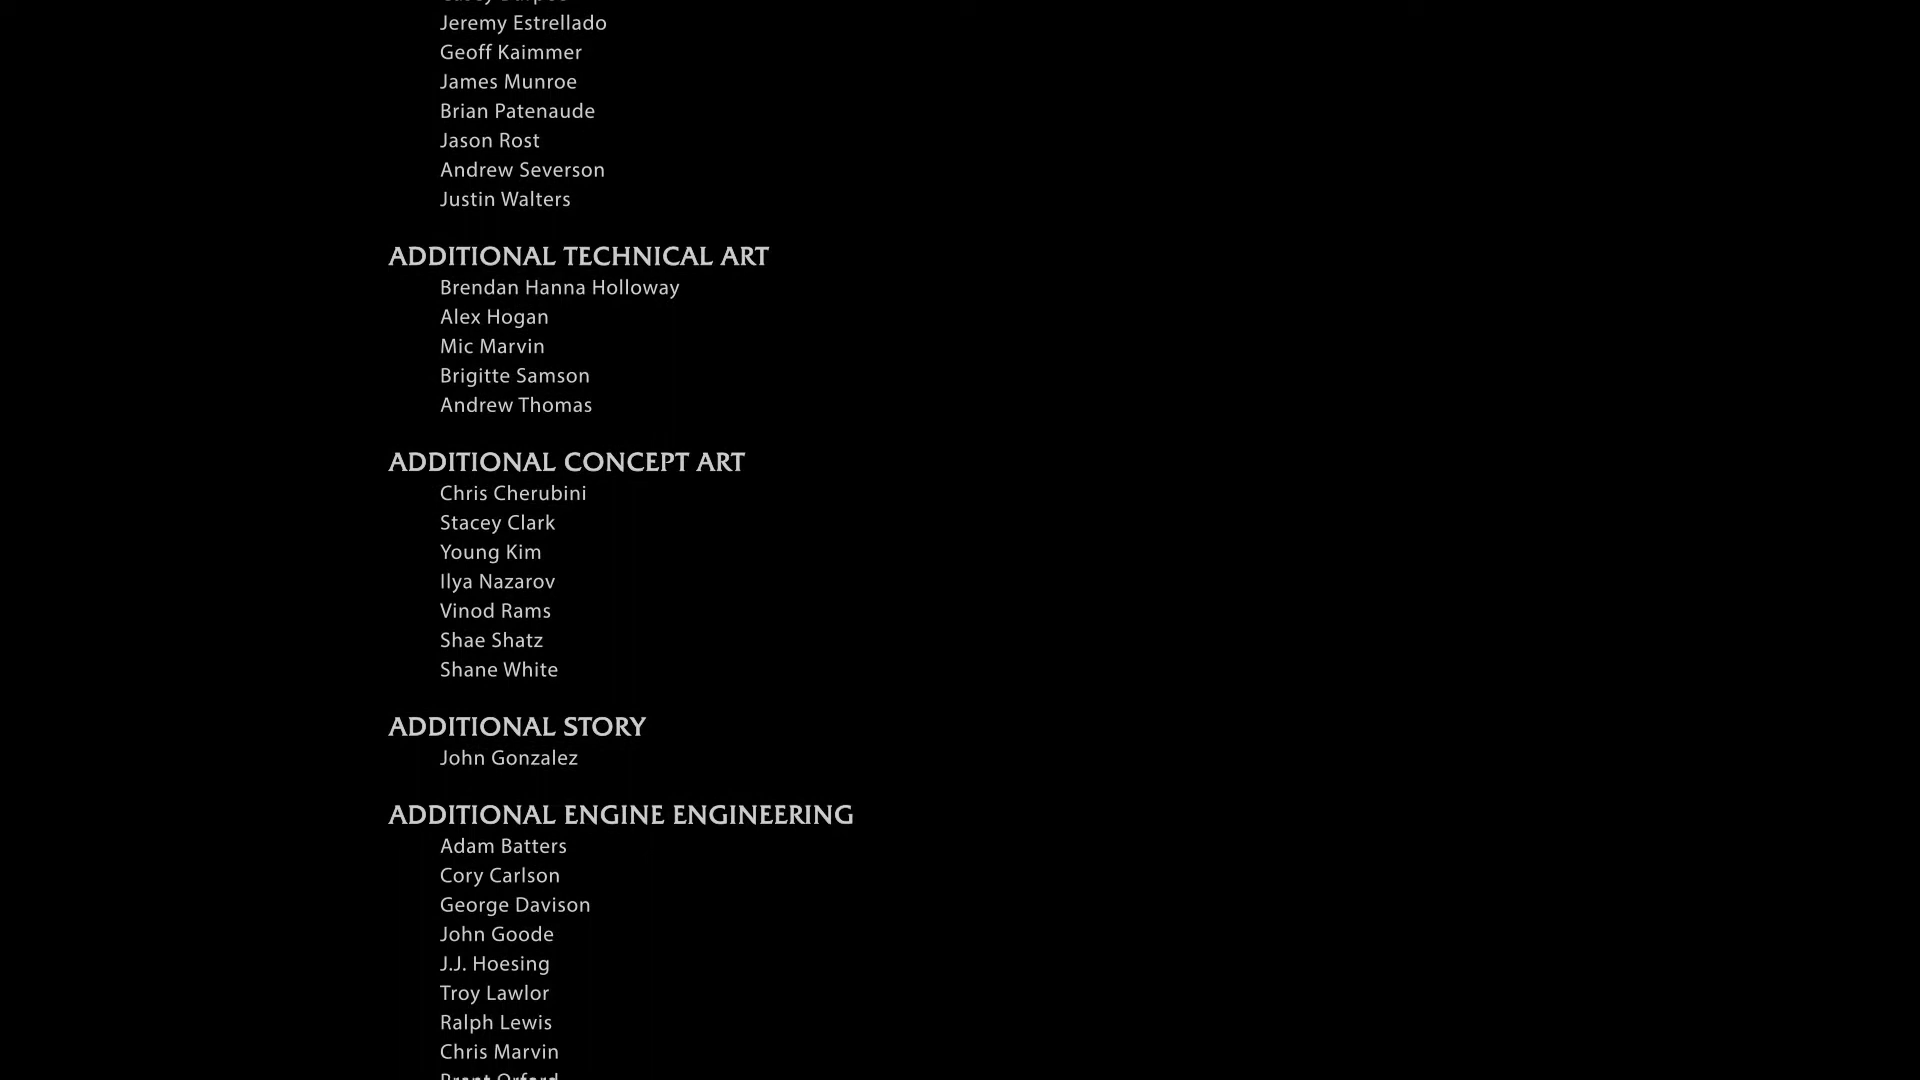 Jeremy Estrellado
Geoff Kaimmer
James Munroe
Brian Patenaude
Jason Rost
Andrew Severson
Justin Walters
ADDITIONAL TECHNICAL ART
Brendan Hanna Holloway
Alex Hogan
Mic Marvin
Brigitte Samson
Andrew Thomas
ADDITIONAL CONCEPT ART
Chris Cherubini
Stacey Clark
Young Kim
Ilya Nazarov
Vinod Rams
Shae Shatz
Shane White
ADDITIONAL STORY
John Gonzalez
ADDITIONAL ENGINE ENGINEERING
Adam Batters
Cory Carlson
George Davison
John Goode
J.J. Hoesing
Troy Lawlor
Ralph Lewis
Chris Marvin